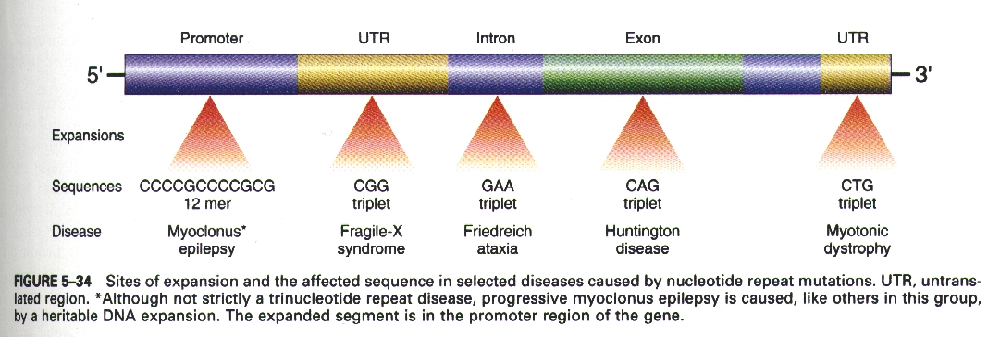 Promoter UTR Intron Exon UTR
5' 3'
Expansions
Sequences CCCCGCCCCGCG CGG GAA CAG CTG
12 mer triplet triplet triplet triplet
Disease Myoclonus* Fragile-X Friedreich Huntington Myotonic
epilepsy syndrome ataxia disease dystrophy
FIGURE 5–34 Sites of expansion and the affected sequence in selected diseases caused by nucleotide repeat mutations. UTR, untrans-
lated region. *Although not strictly a trinucleotide repeat disease, progressive myoclonus epilepsy is caused, like others in this group,
by a heritable DNA expansion. The expanded segment is in the promoter region of the gene.